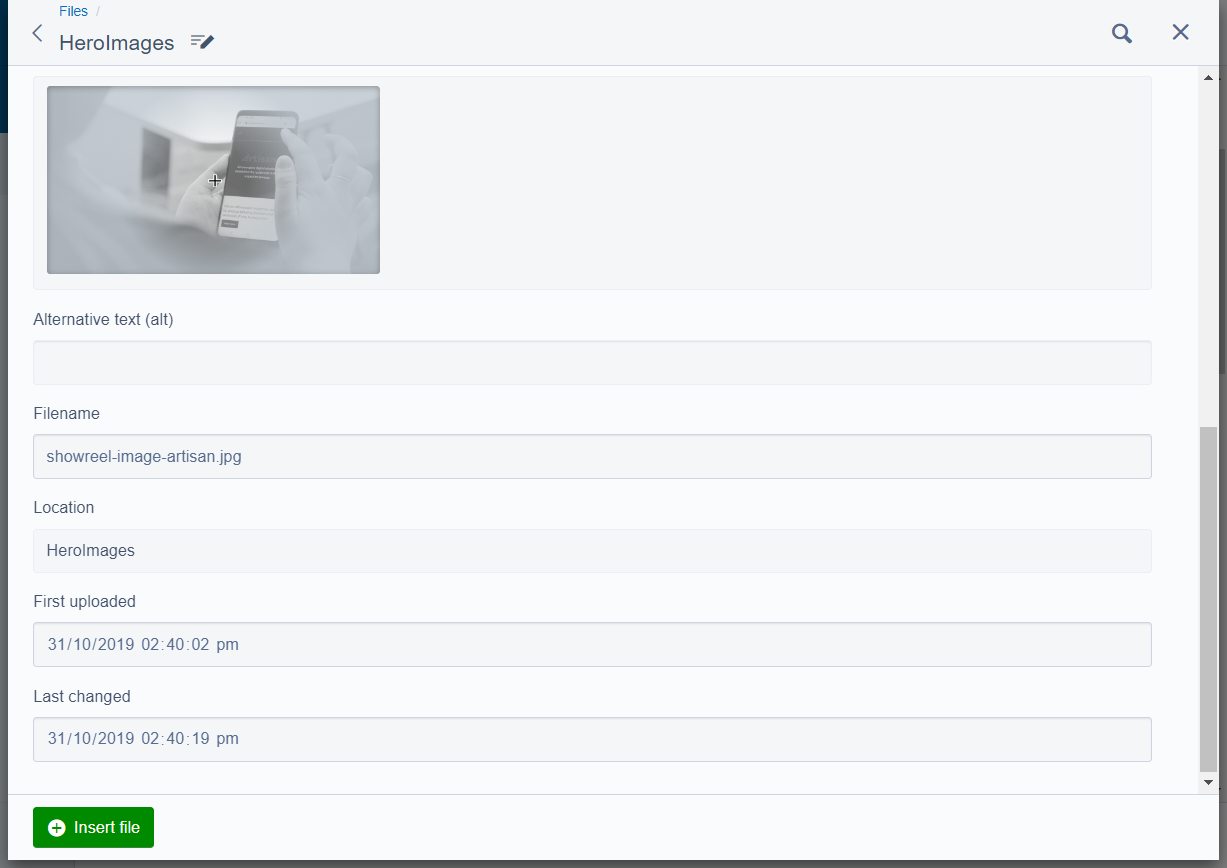 Files /
HeroImages
Alternative text (alt)
Filename
showreel-image-artisan.jpg
Location
HeroImages
First uploaded
31/10/2019 02:40:02 pm
Last changed
31/10/2019 02:40:19 pm
Insert file